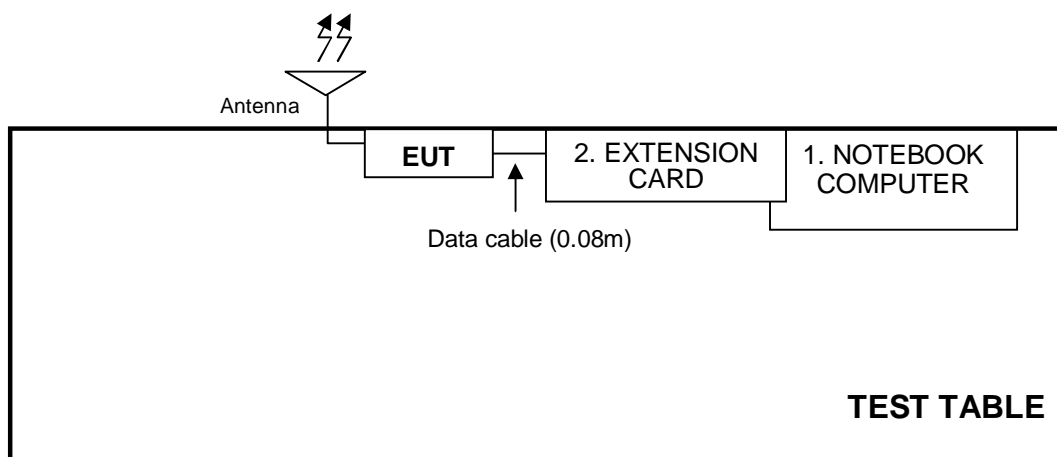 Antenna
EUT
2. EXTENSION
CARD
1. NOTEBOOK
COMPUTER
Data cable (0.08m)
TEST TABLE